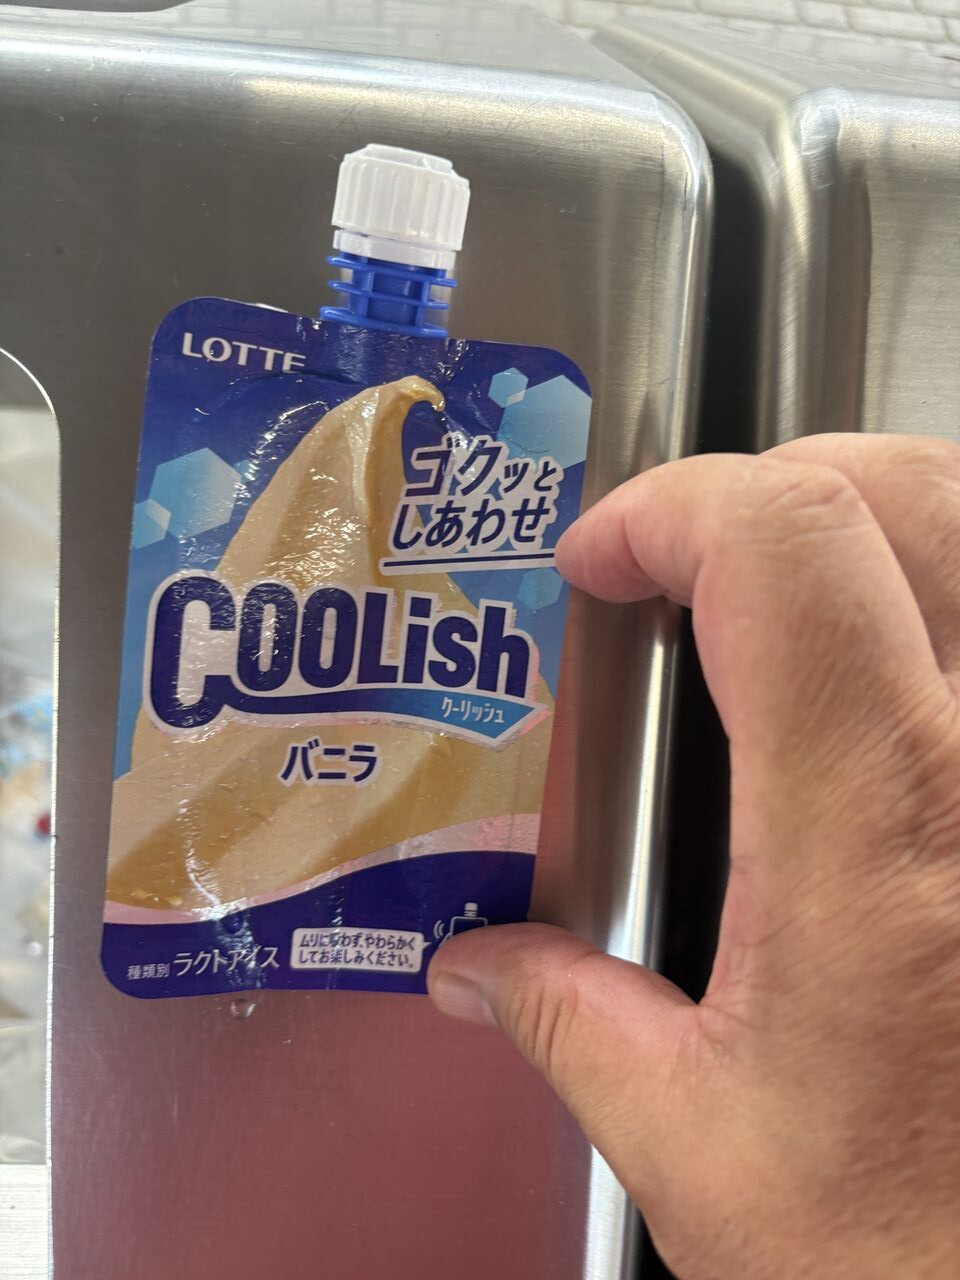 LOTTE
ゴクッと
しあわせ
COOLish
クーリッシュ
バニラ
種類別 ラクトアイス
ムリに吸わず、やわらかく
してお楽しみください。